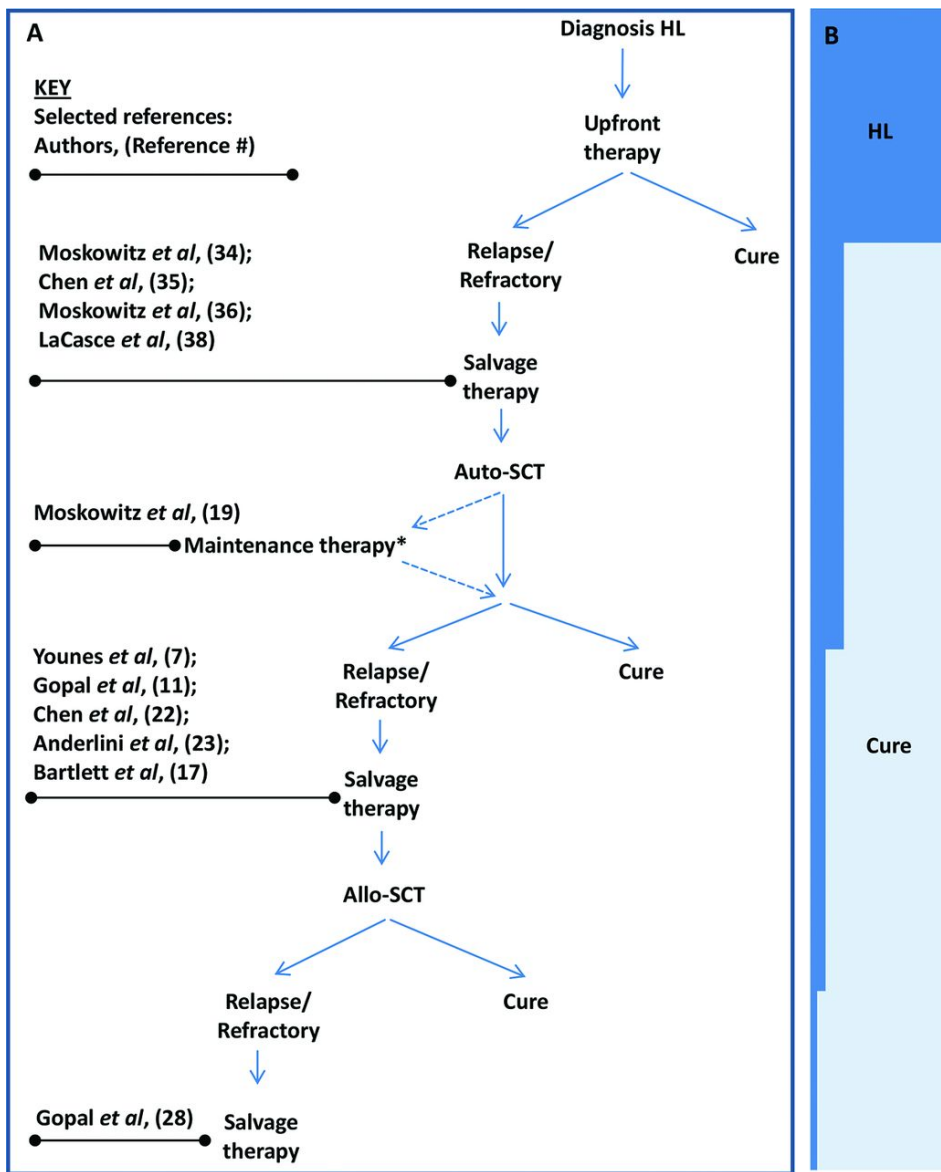 A
Diagnosis HL
KEY
Selected references:
Authors, (Reference #)
Upfront
therapy
Relapse/
Refractory
Cure
Moskowitz et al, (34);
Chen et al, (35);
Moskowitz et al, (36);
LaCasce et al, (38)
Salvage
therapy
Auto-SCT
Moskowitz et al, (19)
Maintenance therapy*
Younes et al, (7);
Gopal et al, (11);
Chen et al, (22);
Anderlini et al, (23);
Bartlett et al, (17)
Relapse/
Refractory
Cure
Salvage
therapy
Allo-SCT
Relapse/
Refractory
Cure
Gopal et al, (28)
Salvage
therapy
B
HL
Cure